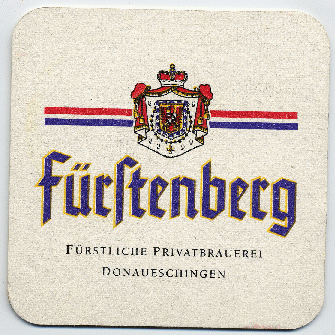 Fürſtenberg
FÜRSTLICHE PRIVATBRAUEREI
DONAUESCHINGEN